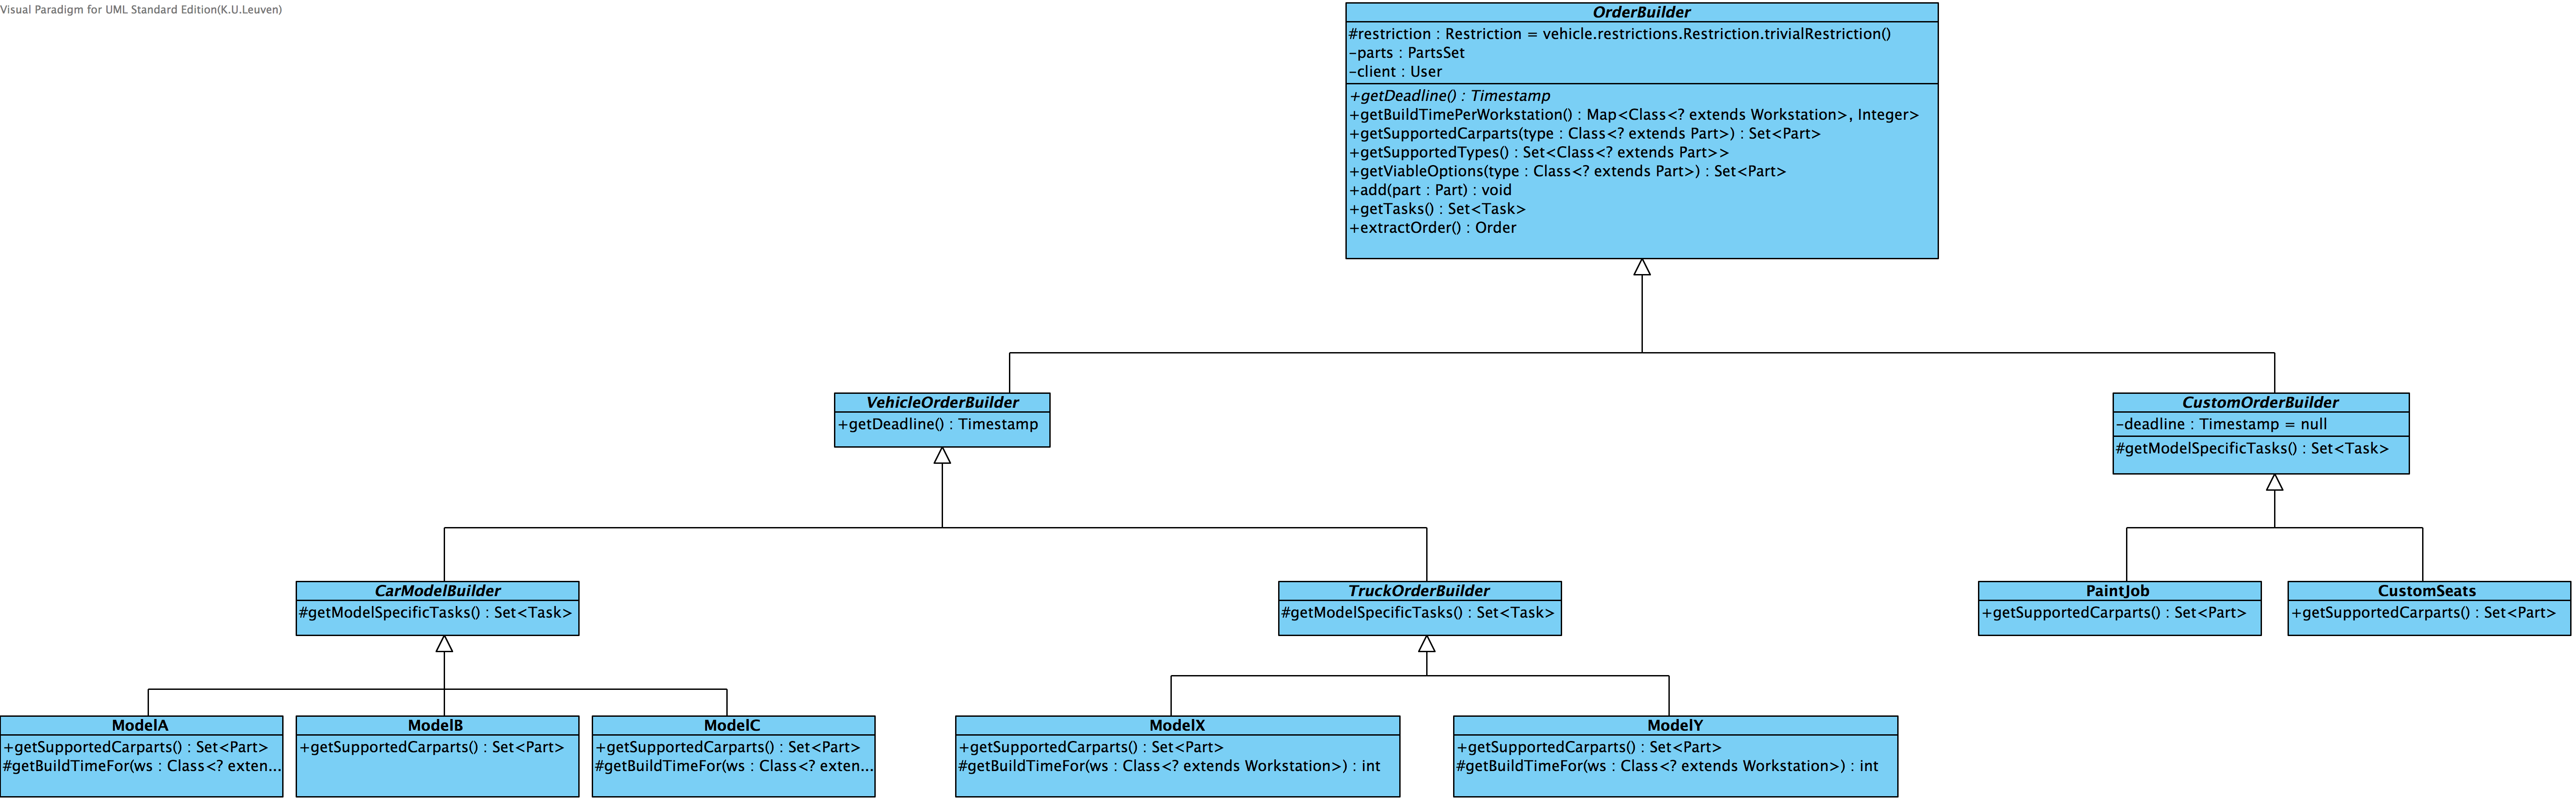 Visual Paradigm for UML Standard Edition(K.U.Leuven)
OrderBuilder
#restriction : Restriction = vehicle.restrictions.Restriction.trivialRestriction()
-parts : PartsSet
-client : User
+getDeadline() : Timestamp
+getBuildTimePerWorkstation() : Map<Class<? extends Workstation>, Integer>
+getSupportedCarparts(type : Class<? extends Part>) : Set<Part>
+getSupportedTypes() : Set<Class<? extends Part>>
+getViableOptions(type : Class<? extends Part>) : Set<Part>
+add(part : Part) : void
+getTasks() : Set<Task>
+extractOrder() : Order
VehicleOrderBuilder
+getDeadline() : Timestamp
CustomOrderBuilder
-deadline : Timestamp = null
#getModelSpecificTasks() : Set<Task>
CarModelBuilder
#getModelSpecificTasks() : Set<Task>
TruckOrderBuilder
#getModelSpecificTasks() : Set<Task>
PaintJob
+getSupportedCarparts() : Set<Part>
CustomSeats
+getSupportedCarparts() : Set<Part>
ModelA
+getSupportedCarparts() : Set<Part>
#getBuildTimeFor(ws : Class<? exten...
ModelB
+getSupportedCarparts() : Set<Part>
ModelC
+getSupportedCarparts() : Set<Part>
#getBuildTimeFor(ws : Class<? exten...
ModelX
+getSupportedCarparts() : Set<Part>
#getBuildTimeFor(ws : Class<? extends Workstation>) : int
ModelY
+getSupportedCarparts() : Set<Part>
#getBuildTimeFor(ws : Class<? extends Workstation>) : int